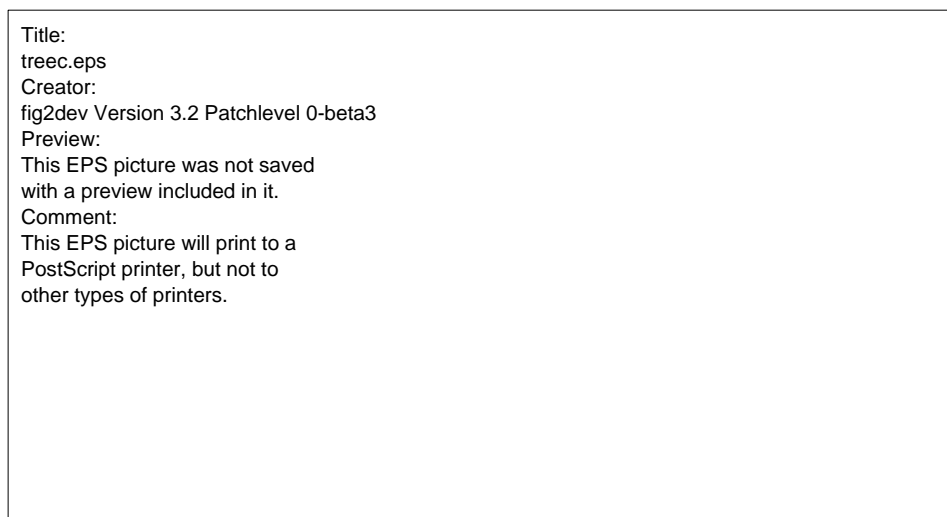 Title:
treec.eps
Creator:
fig2dev Version 3.2 Patchlevel 0-beta3
Preview:
This EPS picture was not saved
with a preview included in it.
Comment:
This EPS picture will print to a
PostScript printer, but not to
other types of printers.